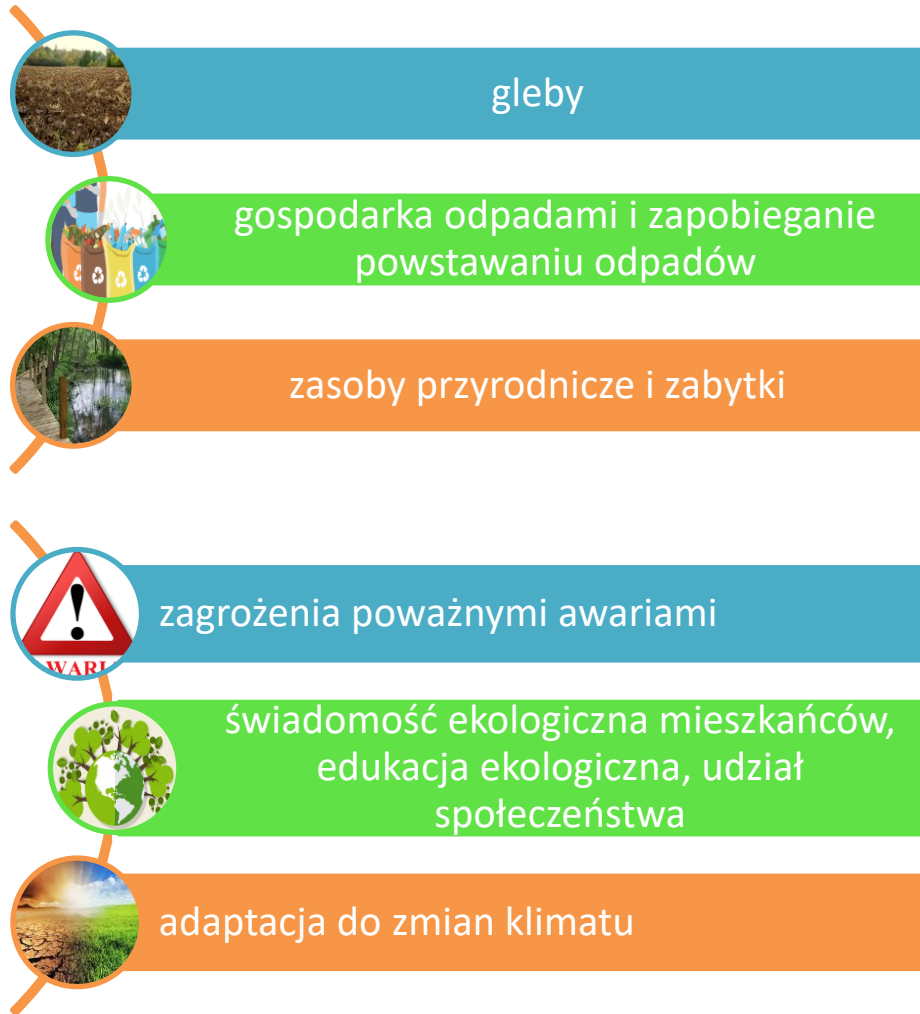 gleby
gospodarka odpadami i zapobieganie
powstawaniu odpadów
zasoby przyrodnicze i zabytki
zagrożenia poważnymi awariami
WARI
świadomość ekologiczna mieszkańców,
edukacja ekologiczna, udział
społeczeństwa
adaptacja do zmian klimatu